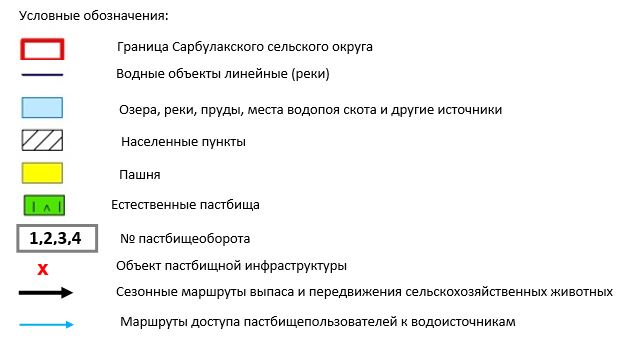 Условные обозначения:
Граница Сарбулакского сельского округа
Водные объекты линейные (реки)
Озера, реки, пруды, места водопоя скота и другие источники
Населенные пункты
Пашня
Естественные пастбища
1,2,3,4 № пастбищеоборота
х Объект пастбищной инфраструктуры
Сезонные маршруты выпаса и передвижения сельскохозяйственных животных
Маршруты доступа пастбищепользователей к водоисточникам